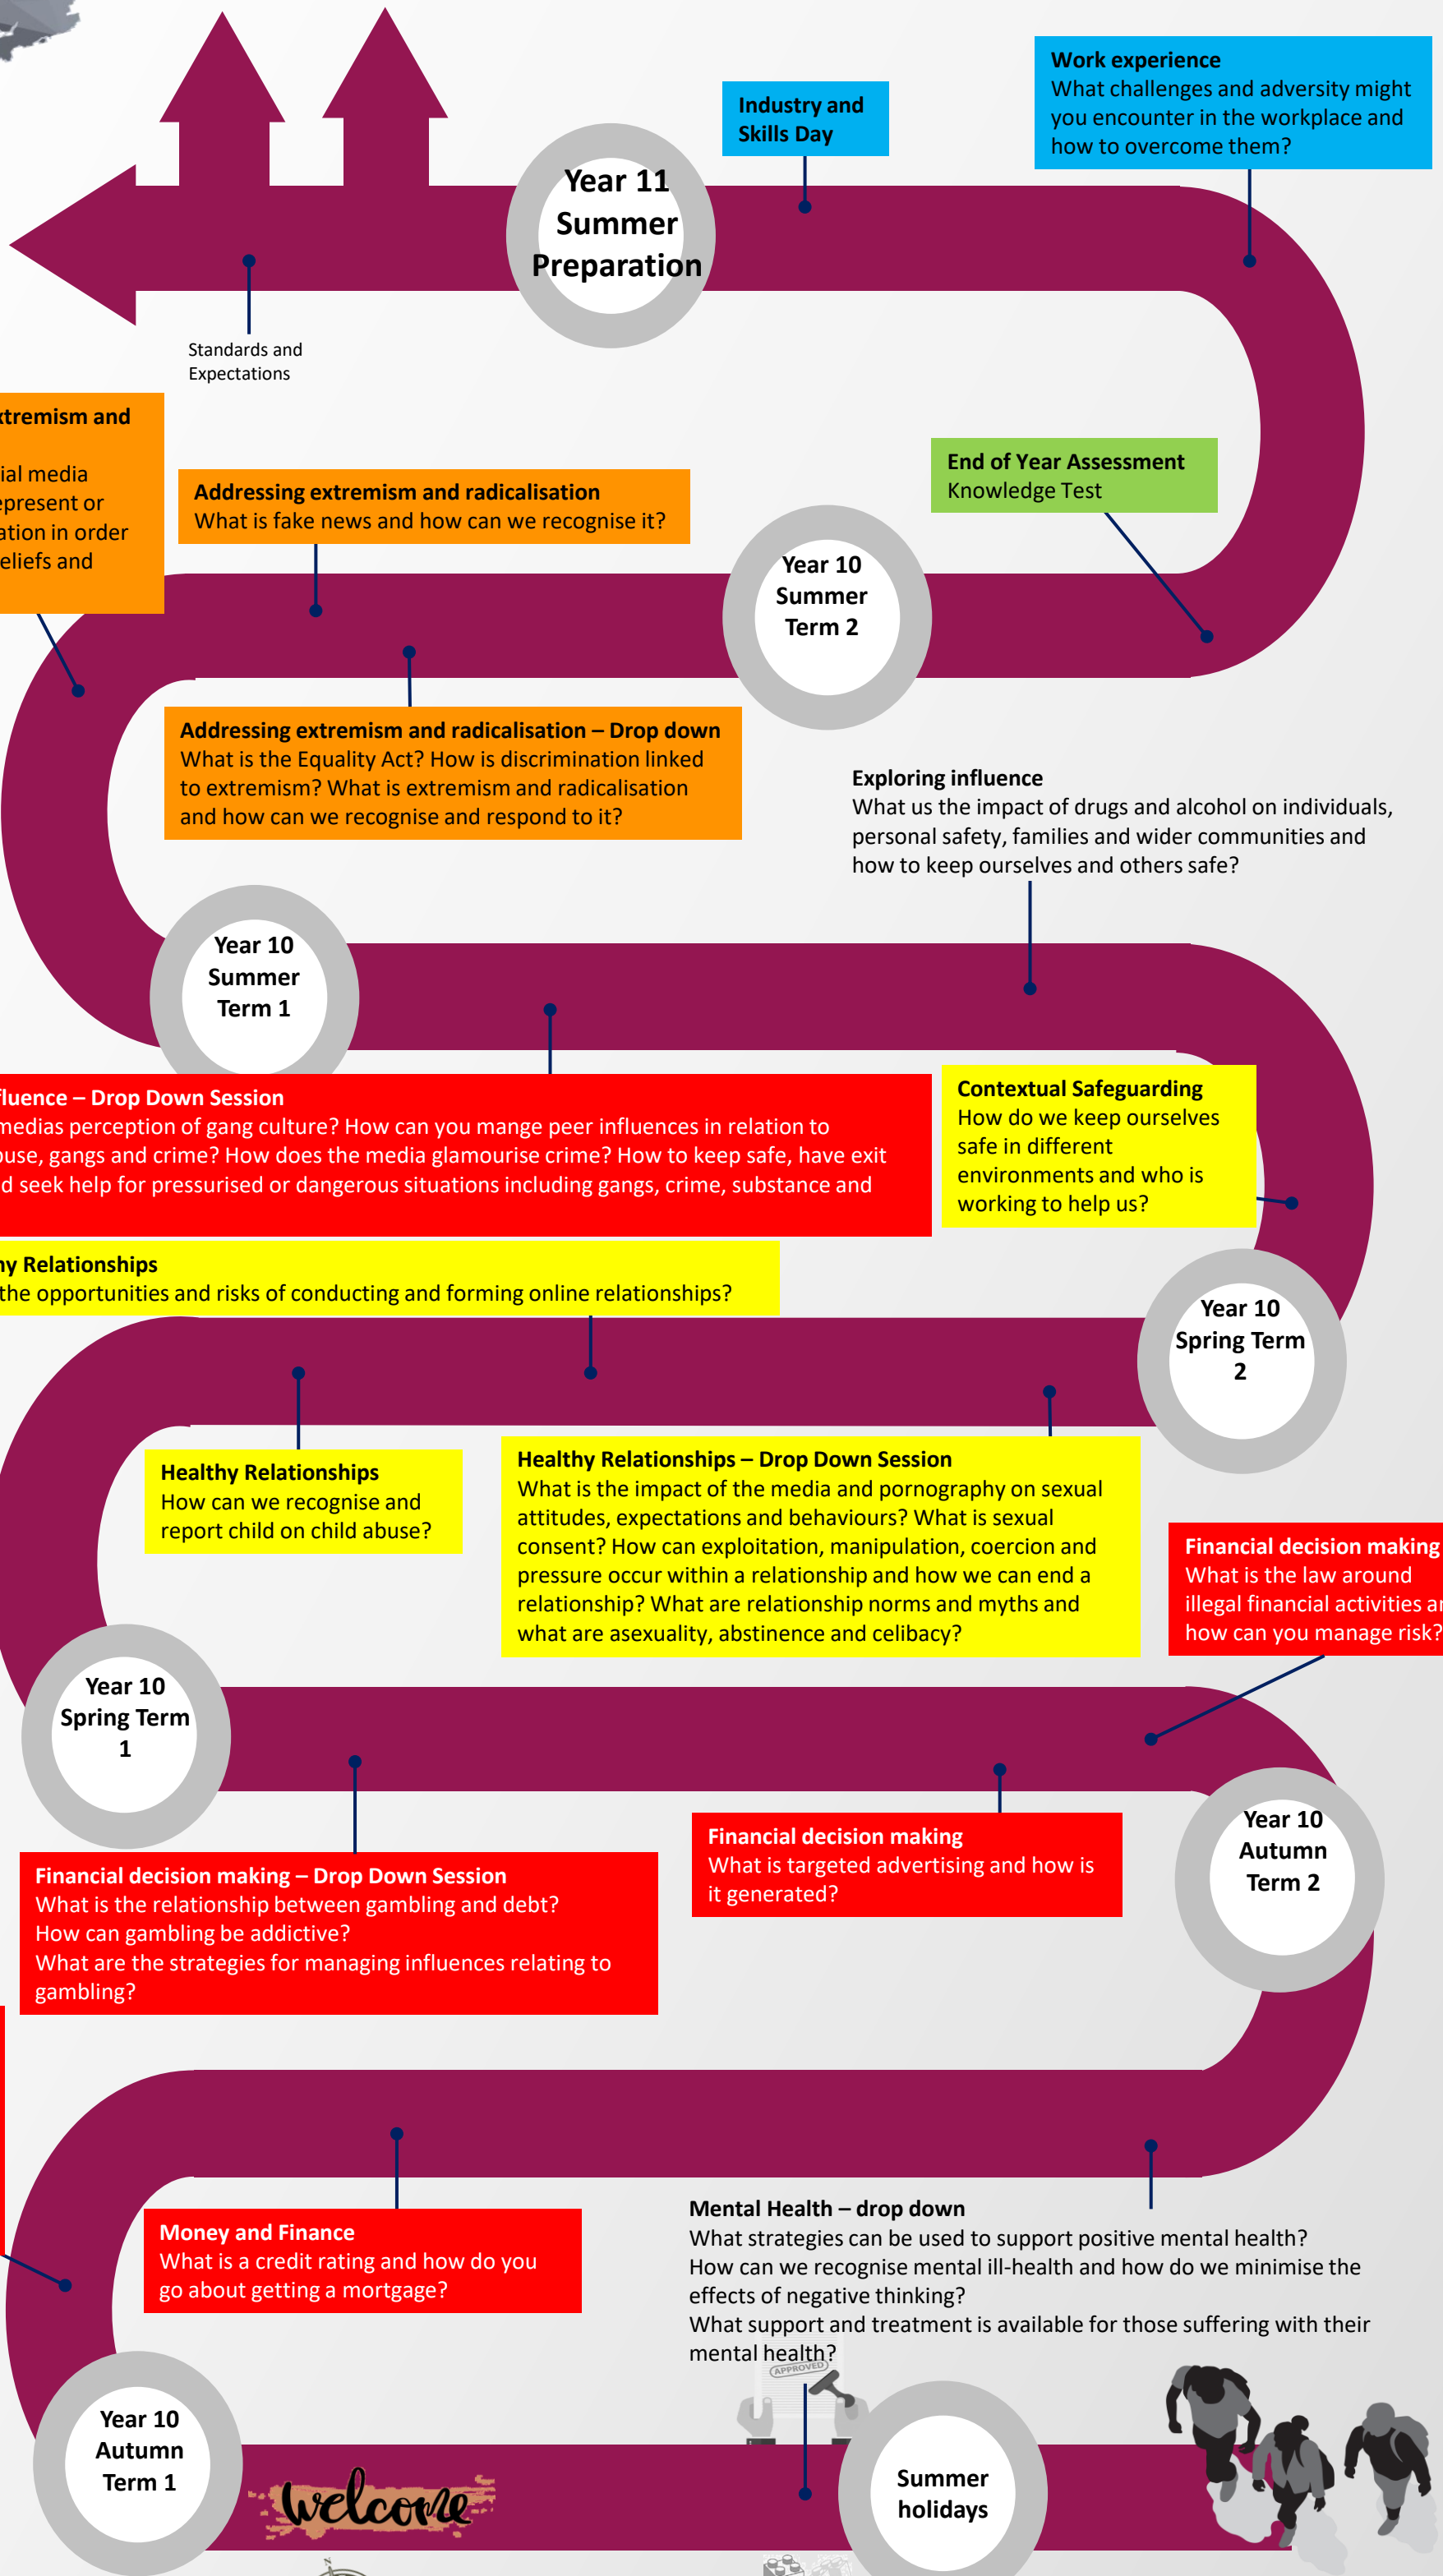 Industry and
Skills Day
Work experience
What challenges and adversity might
you encounter in the workplace and
how to overcome them?
Year 11
Summer
Preparation
Standards and
Expectations
xtremism and
ial media
epresent or
ation in order
eliefs and
Addressing extremism and radicalisation
What is fake news and how can we recognise it?
End of Year Assessment
Knowledge Test
Year 10
Summer
Term 2
Addressing extremism and radicalisation – Drop down
What is the Equality Act? How is discrimination linked
to extremism? What is extremism and radicalisation
and how can we recognise and respond to it?
Exploring influence
What us the impact of drugs and alcohol on individuals,
personal safety, families and wider communities and
how to keep ourselves and others safe?
Year 10
Summer
Term 1
fluence – Drop Down Session
medias perception of gang culture? How can you mange peer influences in relation to
ouse, gangs and crime? How does the media glamourise crime? How to keep safe, have exit
d seek help for pressurised or dangerous situations including gangs, crime, substance and
Contextual Safeguarding
How do we keep ourselves
safe in different
environments and who is
working to help us?
hy Relationships
the opportunities and risks of conducting and forming online relationships?
Year 10
Spring Term
2
Healthy Relationships
How can we recognise and
report child on child abuse?
Healthy Relationships – Drop Down Session
What is the impact of the media and pornography on sexual
attitudes, expectations and behaviours? What is sexual
consent? How can exploitation, manipulation, coercion and
pressure occur within a relationship and how we can end a
relationship? What are relationship norms and myths and
what are asexuality, abstinence and celibacy?
Financial decision making
What is the law around
illegal financial activities an
how can you manage risk?
Year 10
Spring Term
1
Financial decision making – Drop Down Session
What is the relationship between gambling and debt?
How can gambling be addictive?
What are the strategies for managing influences relating to
gambling?
Financial decision making
What is targeted advertising and how is
it generated?
Year 10
Autumn
Term 2
Money and Finance
What is a credit rating and how do you
go about getting a mortgage?
Mental Health – drop down
What strategies can be used to support positive mental health?
How can we recognise mental ill-health and how do we minimise the
effects of negative thinking?
What support and treatment is available for those suffering with their
mental health?
APPROVED
Year 10
Autumn
Term 1
welcome
Summer
holidays